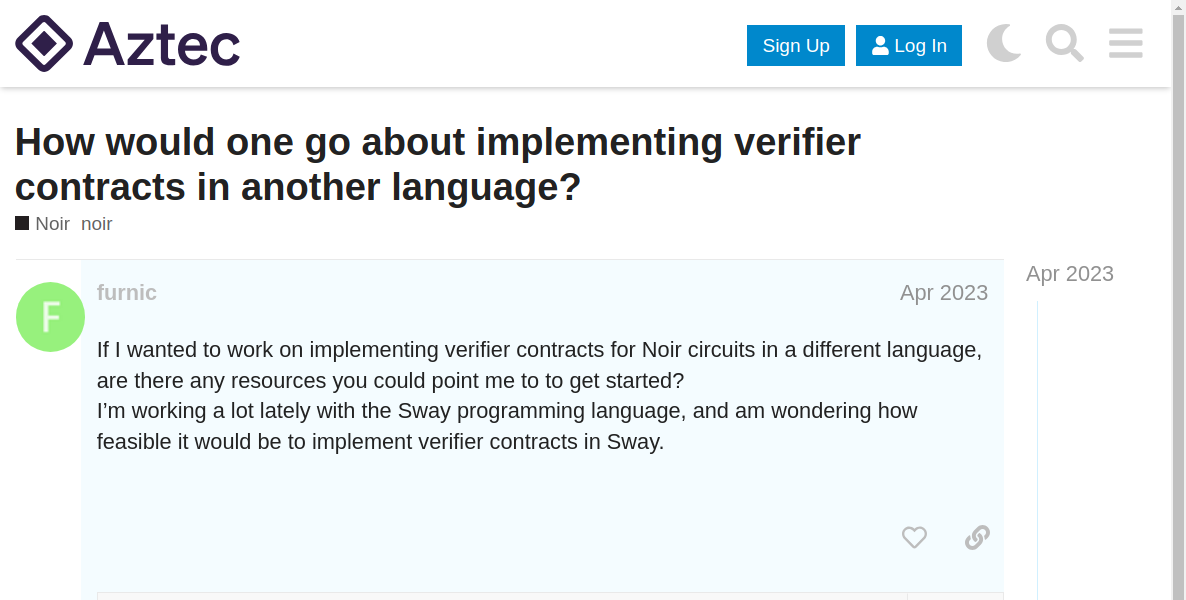 Aztec
Sign Up
Log In
How would one go about implementing verifier
contracts in another language?
Noir noir
Apr 2023
F
furnic
Apr 2023
If I wanted to work on implementing verifier contracts for Noir circuits in a different language,
are there any resources you could point me to to get started?
I’m working a lot lately with the Sway programming language, and am wondering how
feasible it would be to implement verifier contracts in Sway.